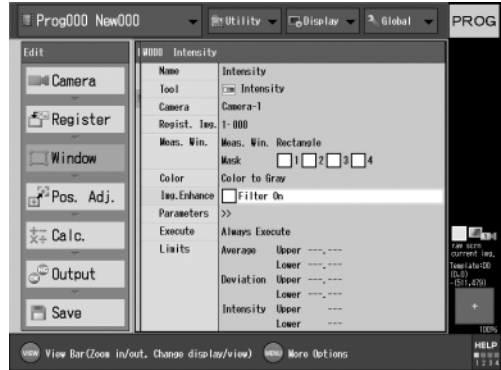 Prog000 New000
Utility
Display
Global
PROG
Edit
Camera
Register
Window
Pos. Adj.
Calc.
Output
Save
W000 Intensity
Name Intensity
Tool Intensity
Camera Camera-1
Regist. Img. 1-000
Meas. Win. Meas. Win. Rectangle
Mask 1 2 3 4
Color Color to Gray
Img.Enhance Filter On
Parameters >>
Execute Always Execute
Limits Average Upper ---.---
Lower ---.---
Deviation Upper ---.---
Lower ---.---
Intensity Upper ---
Lower ---
raw scrn
current img.
Template:00
(0,0)
-(511,479)
100%
VIEW View Bar(Zoom in/out, Change display/view) MENU More Options
HELP
1 2 3 4